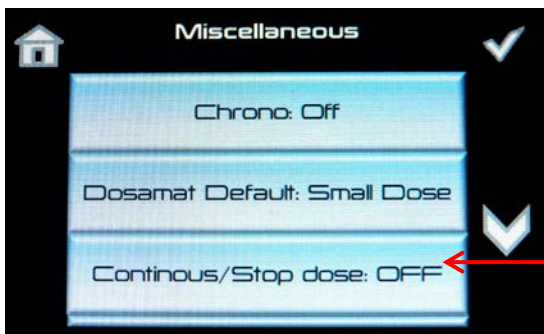 Miscellaneous
Chrono: Off
Dosamat Default: Small Dose
Continous/Stop dose: OFF